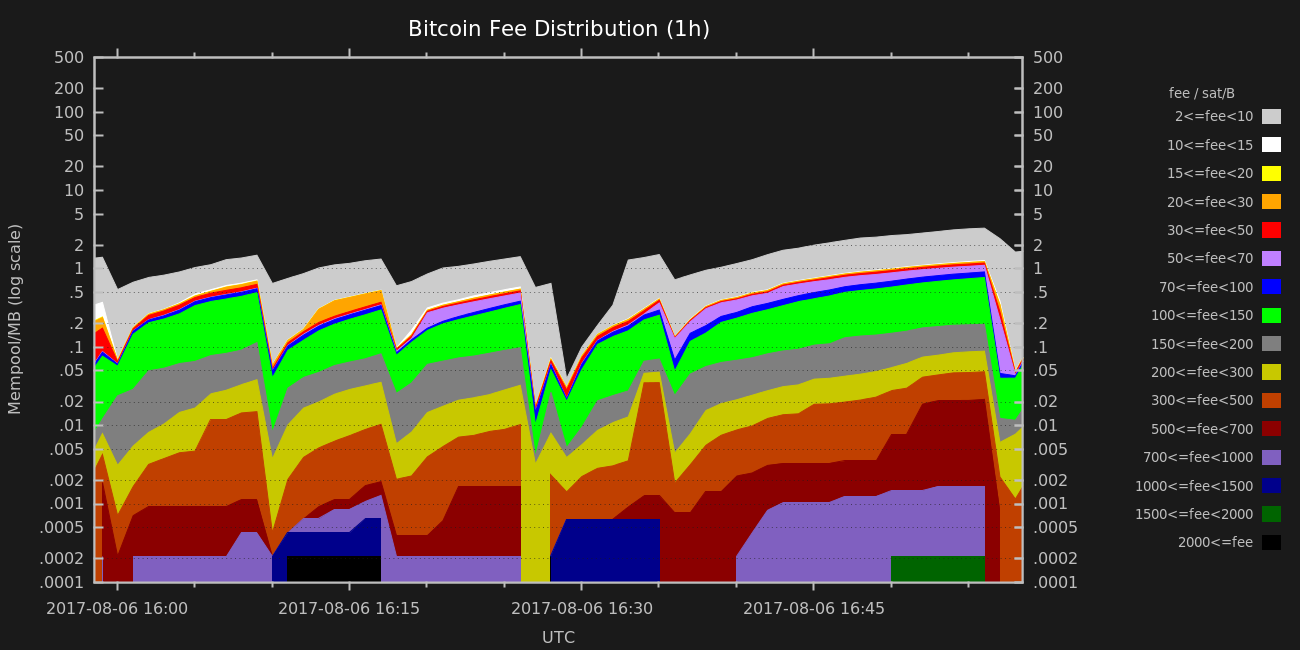 Bitcoin Fee Distribution (1h)
500 500
200 200
100 100
50 50
20 20
10 10
5 5
2 2
1 1
.5 .5
.2 .2
.1 .1
.05 .05
.02 .02
.01 .01
.005 .005
.002 .002
.001 .001
.0005 .0005
.0002 .0002
.0001 .0001
Mempool/MB (log scale)
2017-08-06 16:00 2017-08-06 16:15 2017-08-06 16:30 2017-08-06 16:45
UTC
fee / sat/B
2<=fee<10
10<=fee<15
15<=fee<20
20<=fee<30
30<=fee<50
50<=fee<70
70<=fee<100
100<=fee<150
150<=fee<200
200<=fee<300
300<=fee<500
500<=fee<700
700<=fee<1000
1000<=fee<1500
1500<=fee<2000
2000<=fee